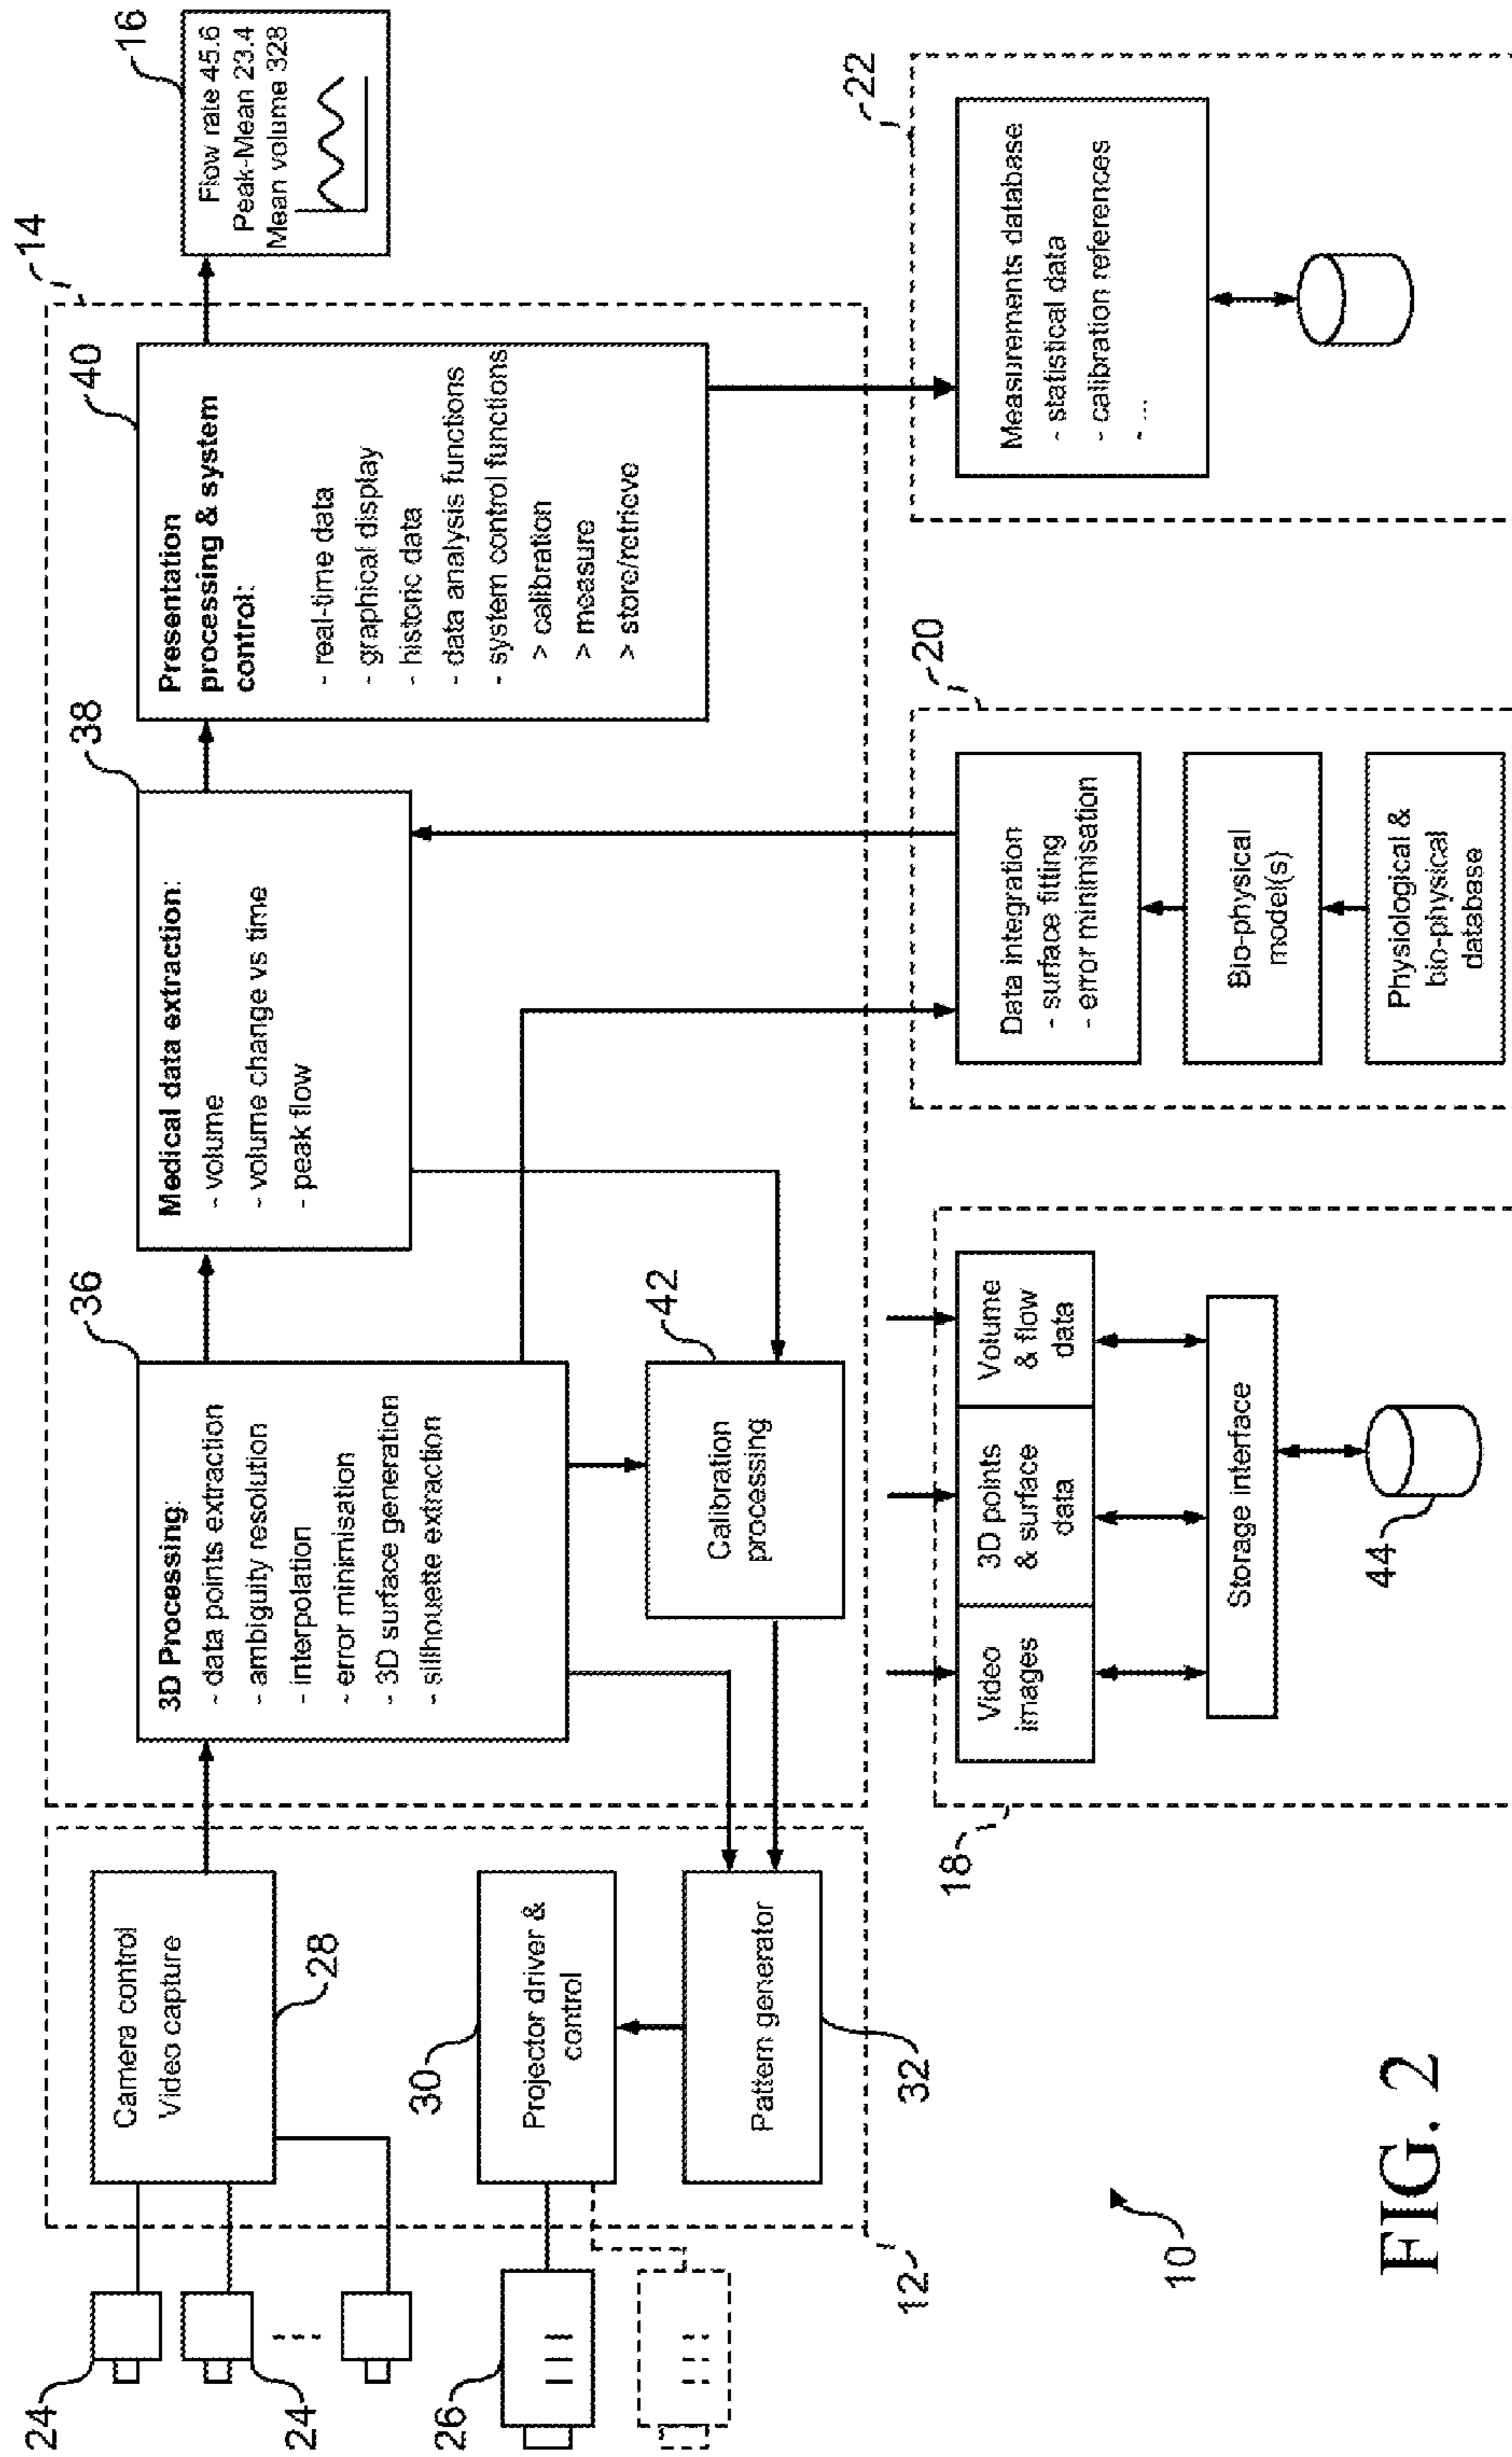 24
24
26
12
Camera control
Video capture
28
30
Projector driver &
control
Pattern generator
32
14
36
3D Processing:
- data points extraction
- ambiguity resolution
- interpolation
- error minimisation
- 3D surface generation
- sillhouette extraction
42
Calibration
processing
38
Medical data extraction:
- volume
- volume change vs time
- peak flow
40
Presentation
processing & system
control:
- real-time data
- graphical display
- historic data
- data analysis functions
- system control functions
> calibration
> measure
> store/retrieve
16
Flow rate 45.6
Peak-Mean 23.4
Mean volume 328
18
Video
images
3D points
& surface
data
Volume
& flow
data
Storage interface
44
20
Data integration
- surface fitting
- error minimisation
Bio-physical
model(s)
Physiological &
bio-physical
database
22
Measurements database
- statistical data
- calibration references
- ...
10
FIG. 2